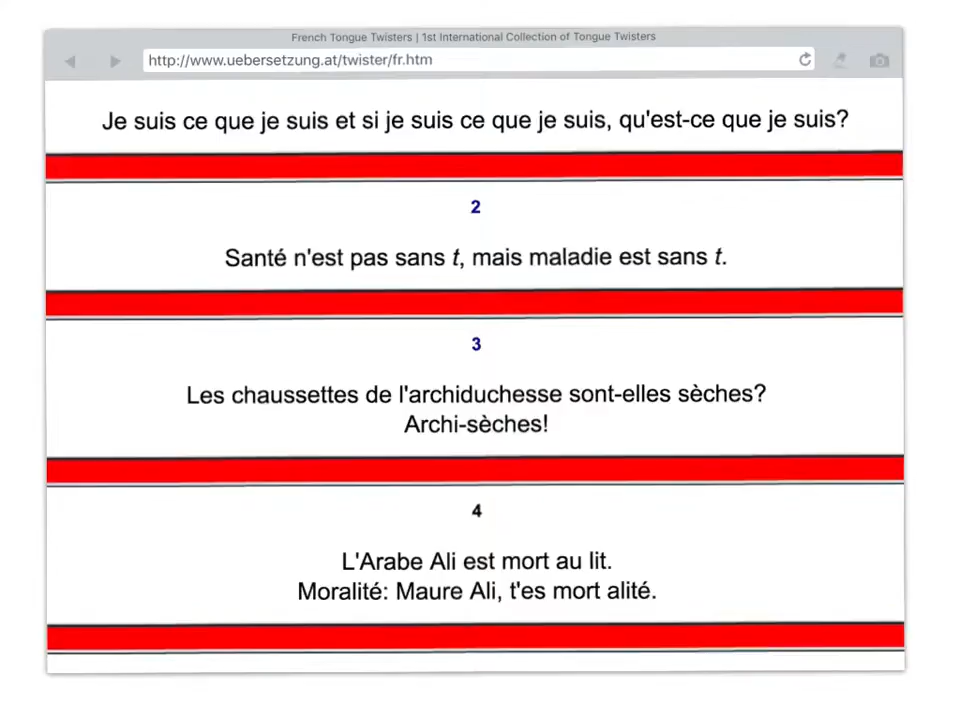 French Tongue Twisters | 1st International Collection of Tongue Twisters
http://www.uebersetzung.at/twister/fr.htm
Je suis ce que je suis et si je suis ce que je suis, qu'est-ce que je suis?
2
Santé n'est pas sans t, mais maladie est sans t.
3
Les chaussettes de l'archiduchesse sont-elles sèches?
Archi-sèches!
4
L'Arabe Ali est mort au lit.
Moralité: Maure Ali, t'es mort alité.